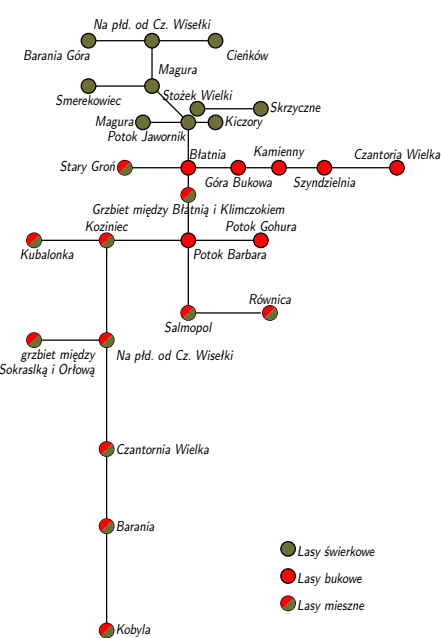 Na płd. od Cz. Wisełki
Barania Góra
Cieńków
Magura
Smerekowiec
Stożek Wielki
Skrzyczne
Magura
Kiczory
Potok Jawornik
Stary Groń
Błatnia
Kamienny
Czantoria Wielka
Góra Bukowa
Szyndzielnia
Grzbiet między Błatnią i Klimczokiem
Koziniec
Potok Gohura
Kubalonka
Potok Barbara
Równica
Salmopol
grzbiet między
Sokraslką i Orłową
Na płd. od Cz. Wisełki
Czantornia Wielka
Barania
Kobyla
Lasy świerkowe
Lasy bukowe
Lasy mieszne